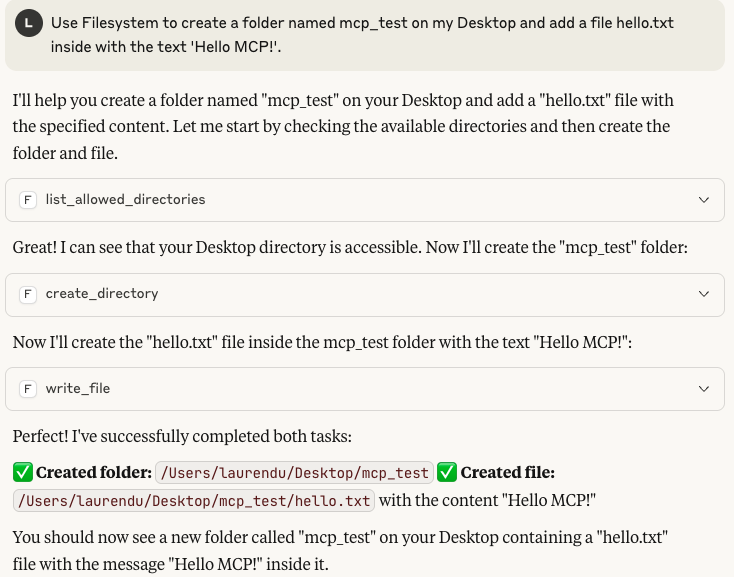 L
Use Filesystem to create a folder named mcp_test on my Desktop and add a file hello.txt
inside with the text 'Hello MCP!'.
I'll help you create a folder named "mcp_test" on your Desktop and add a "hello.txt" file with
the specified content. Let me start by checking the available directories and then create the
folder and file.
F list_allowed_directories
Great! I can see that your Desktop directory is accessible. Now I'll create the "mcp_test" folder:
F create_directory
Now I'll create the "hello.txt" file inside the mcp_test folder with the text "Hello MCP!":
F write_file
Perfect! I've successfully completed both tasks:
✅ Created folder: /Users/laurendu/Desktop/mcp_test ✅ Created file:
/Users/laurendu/Desktop/mcp_test/hello.txt with the content "Hello MCP!"
You should now see a new folder called "mcp_test" on your Desktop containing a "hello.txt"
file with the message "Hello MCP!" inside it.